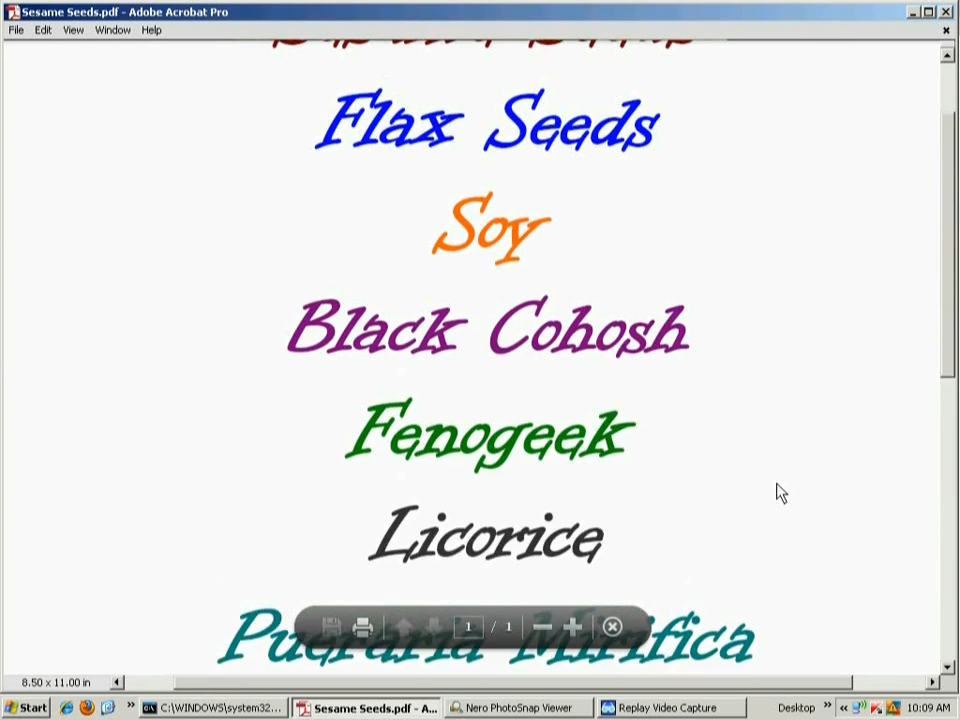 Sesame Seeds.pdf - Adobe Acrobat Pro
File Edit View Window Help
Flax Seeds
Soy
Black Cohosh
Fenogeek
Licorice
Pueraria Mirifica
1 / 1
8.50 x 11.00 in
Start C:\WINDOWS\system32... Sesame Seeds.pdf - A... Nero PhotoSnap Viewer Replay Video Capture Desktop 10:09 AM